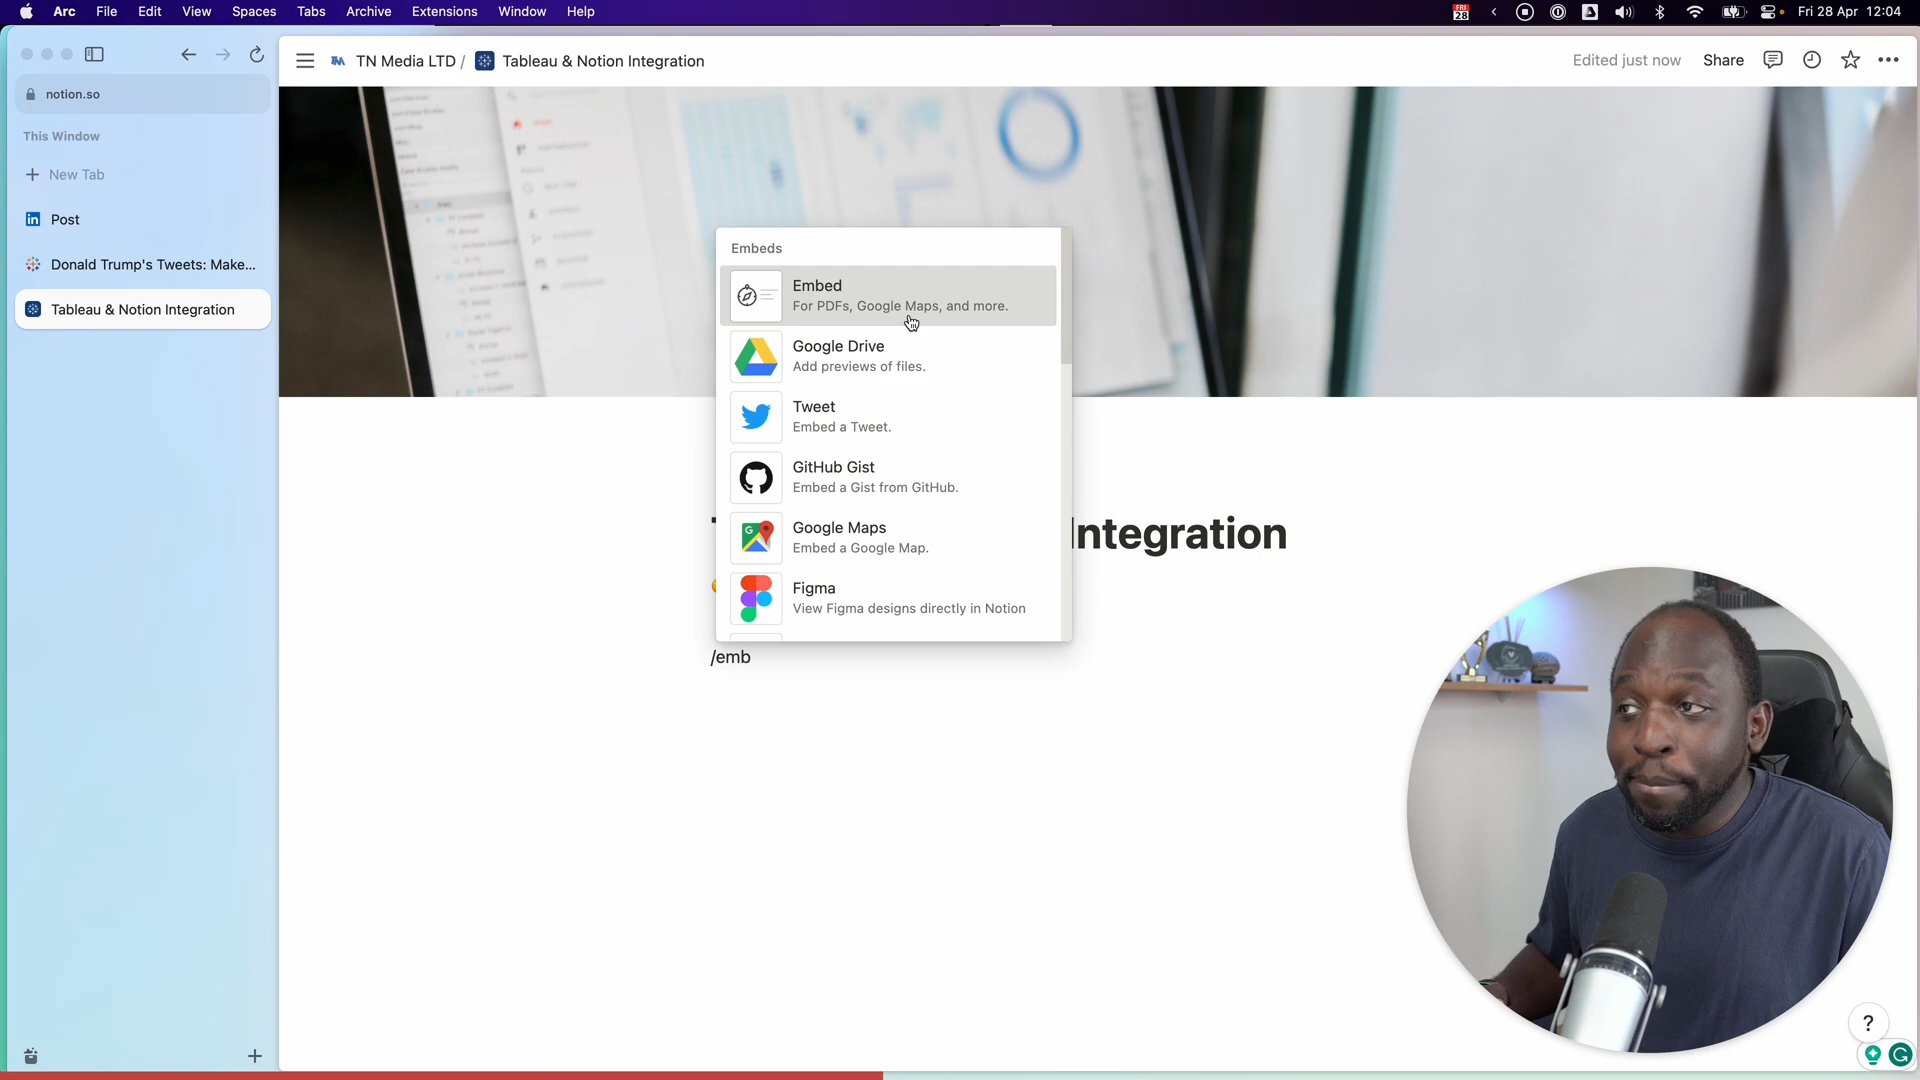 Arc File Edit View Spaces Tabs Archive Extensions Window Help
FRI 28
Fri 28 Apr 12:04
TN Media LTD / Tableau & Notion Integration
Edited just now Share
notion.so
This Window
New Tab
Post
Donald Trump's Tweets: Make...
Tableau & Notion Integration
Embeds
Embed
For PDFs, Google Maps, and more.
Google Drive
Add previews of files.
Tweet
Embed a Tweet.
GitHub Gist
Embed a Gist from GitHub.
Google Maps
Embed a Google Map.
Figma
View Figma designs directly in Notion
Integration
/emb
?